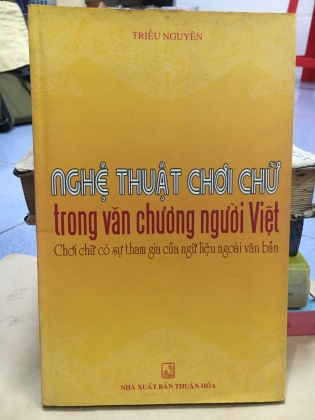 TRIỀU NGUYÊN
NGHỆ THUẬT CHƠI CHỮ
trong văn chương người Việt
Chơi chữ có sự tham gia của ngữ liệu ngoài văn bản
NHÀ XUẤT BẢN THUẬN HÓA